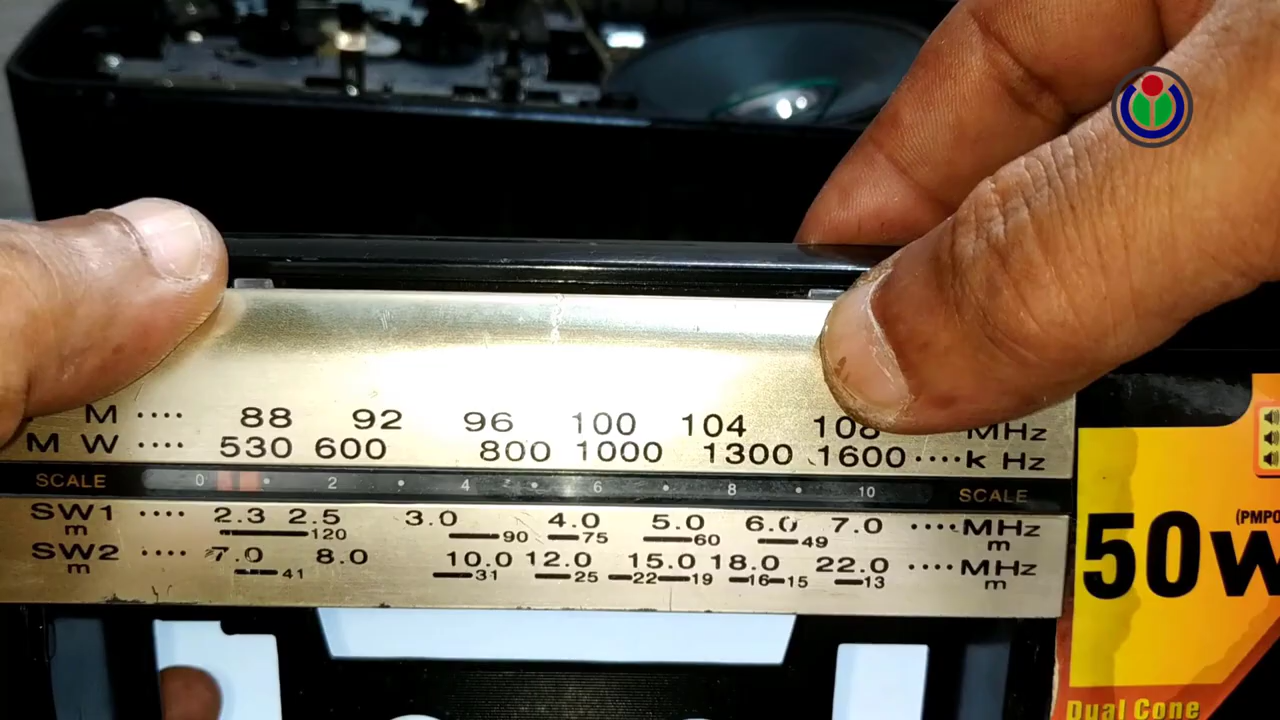 M .... 88 92 96 100 104 108 MHz
MW .... 530 600 800 1000 1300 1600 .... kHz
SCALE 0 • 2 • 4 • 6 • 8 • 10 SCALE
SW1 .... 2.3 2.5 3.0 4.0 5.0 6.0 7.0 .... MHz
m 120 90 75 60 49 m
SW2 .... 7.0 8.0 10.0 12.0 15.0 18.0 22.0 .... MHz
m 41 31 25 22 19 16 15 13 m
(PMPO
50W
Dual Cone